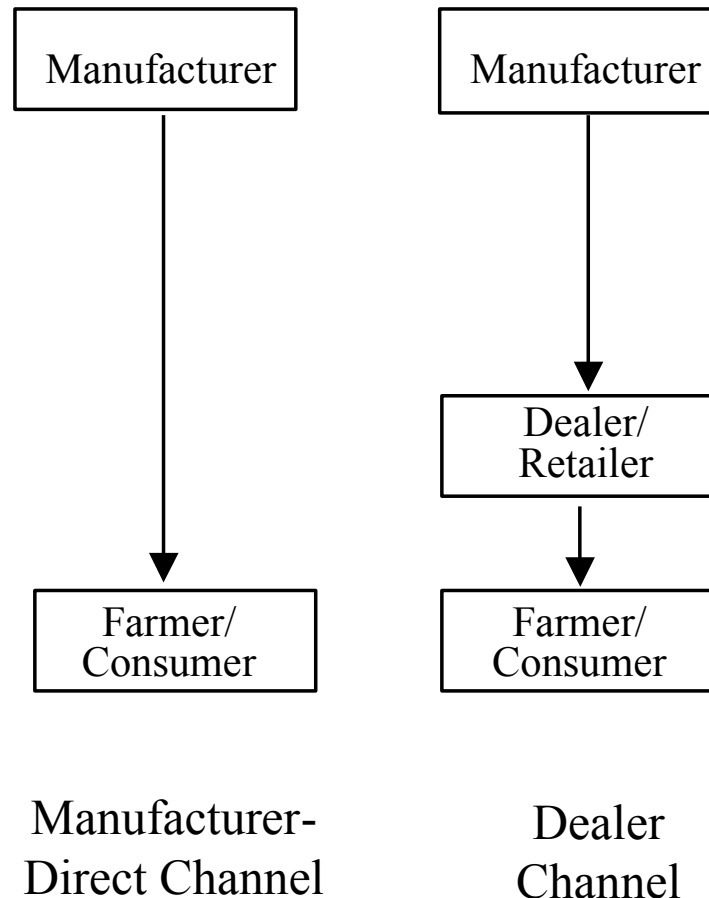 Manufacturer
Farmer/
Consumer
Manufacturer-
Direct Channel
Manufacturer
Dealer/
Retailer
Farmer/
Consumer
Dealer
Channel